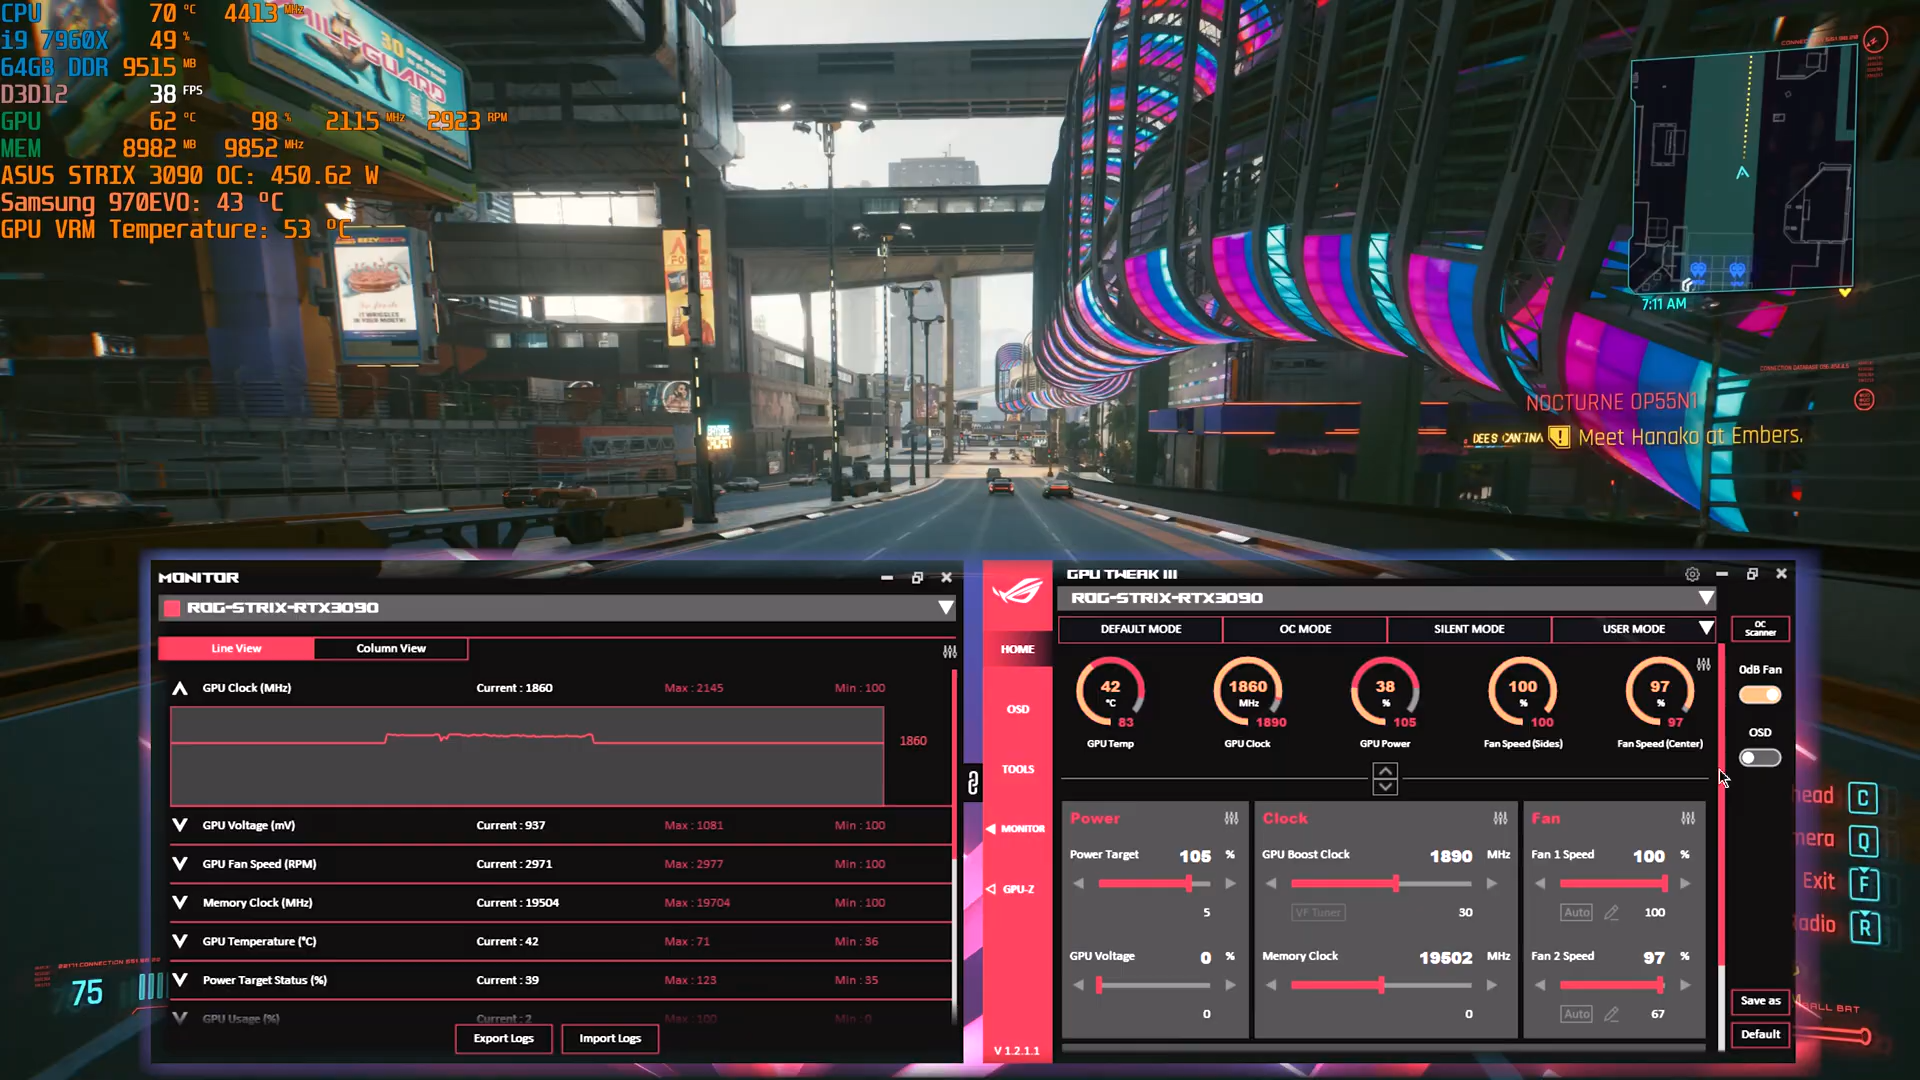 CPU 70 °C 4413 MHz
i9 7960X 49 %
64GB DDR 9515 MB
D3D12 38 FPS
GPU 62 °C 98 % 2115 MHz 2923 RPM
MEM 8982 MB 9852 MHz
ASUS STRIX 3090 OC: 450.62 W
Samsung 970EVO: 43 °C
GPU VRM Temperature: 53 °C
MILFGUARD
30
7:11 AM
NOCTURNE OP55N1
DEE'S CANTINA Meet Hanako at Embers.
MONITOR
ROG-STRIX-RTX3090
Line View Column View
GPU Clock (MHz) Current : 1860 Max : 2145 Min : 100
1860
GPU Voltage (mV) Current : 937 Max : 1081 Min : 100
GPU Fan Speed (RPM) Current : 2971 Max : 2977 Min : 100
Memory Clock (MHz) Current : 19504 Max : 19704 Min : 100
GPU Temperature (°C) Current : 42 Max : 71 Min : 36
Power Target Status (%) Current : 39 Max : 123 Min : 35
GPU Usage (%) Current : 2 Max : 100 Min : 0
Export Logs Import Logs
GPU TWEAK III
ROG-STRIX-RTX3090
DEFAULT MODE OC MODE SILENT MODE USER MODE
OC Scanner
HOME
OSD
TOOLS
MONITOR
GPU-Z
V 1.2.1.1
42 °C 83 GPU Temp
1860 MHz 1890 GPU Clock
38 % 105 GPU Power
100 % 100 Fan Speed (Sides)
97 % 97 Fan Speed (Center)
0dB Fan
OSD
Power
Power Target 105 %
5
GPU Voltage 0 %
0
Clock
GPU Boost Clock 1890 MHz
VF Tuner 30
Memory Clock 19502 MHz
0
Fan
Fan 1 Speed 100 %
Auto 100
Fan 2 Speed 97 %
Auto 67
Save as
Default
C
Q
Exit F
R
75